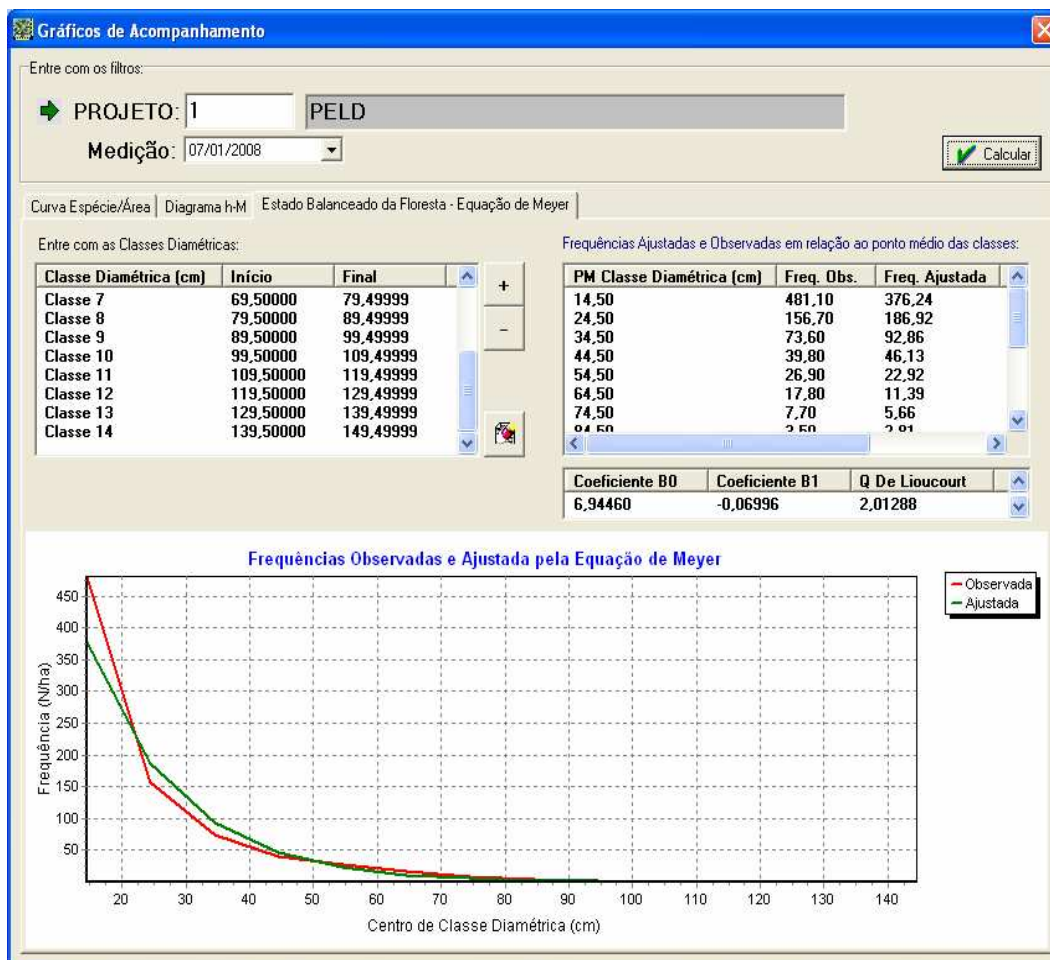 Gráficos de Acompanhamento
Entre com os filtros:
PROJETO: 1 PELD
Medição: 07/01/2008
Calcular
Curva Espécie/Área Diagrama h-M Estado Balanceado da Floresta - Equação de Meyer
Entre com as Classes Diamétricas:
Classe Diamétrica (cm) Início Final
Classe 7 69,50000 79,49999
Classe 8 79,50000 89,49999
Classe 9 89,50000 99,49999
Classe 10 99,50000 109,49999
Classe 11 109,50000 119,49999
Classe 12 119,50000 129,49999
Classe 13 129,50000 139,49999
Classe 14 139,50000 149,49999
+
-
Frequências Ajustadas e Observadas em relação ao ponto médio das classes:
PM Classe Diamétrica (cm) Freq. Obs. Freq. Ajustada
14,50 481,10 376,24
24,50 156,70 186,92
34,50 73,60 92,86
44,50 39,80 46,13
54,50 26,90 22,92
64,50 17,80 11,39
74,50 7,70 5,66
84,50 3,50 2,81
Coeficiente B0 Coeficiente B1 Q De Lioucourt
6,94460 -0,06996 2,01288
Frequências Observadas e Ajustada pela Equação de Meyer
Observada
Ajustada
Frequência (N/ha)
450
400
350
300
250
200
150
100
50
20 30 40 50 60 70 80 90 100 110 120 130 140
Centro de Classe Diamétrica (cm)